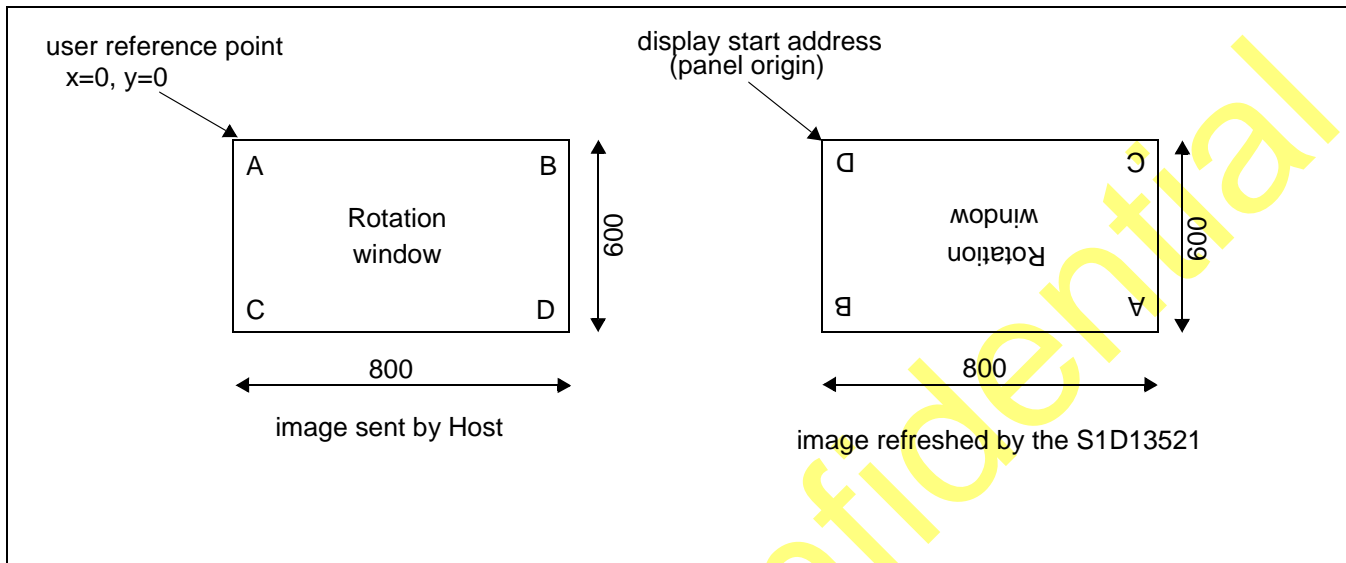 user reference point
x=0, y=0
A
B
Rotation
window
C
D
600
800
image sent by Host
display start address
(panel origin)
D
C
window
Rotation
B
A
600
800
image refreshed by the S1D13521
fidential